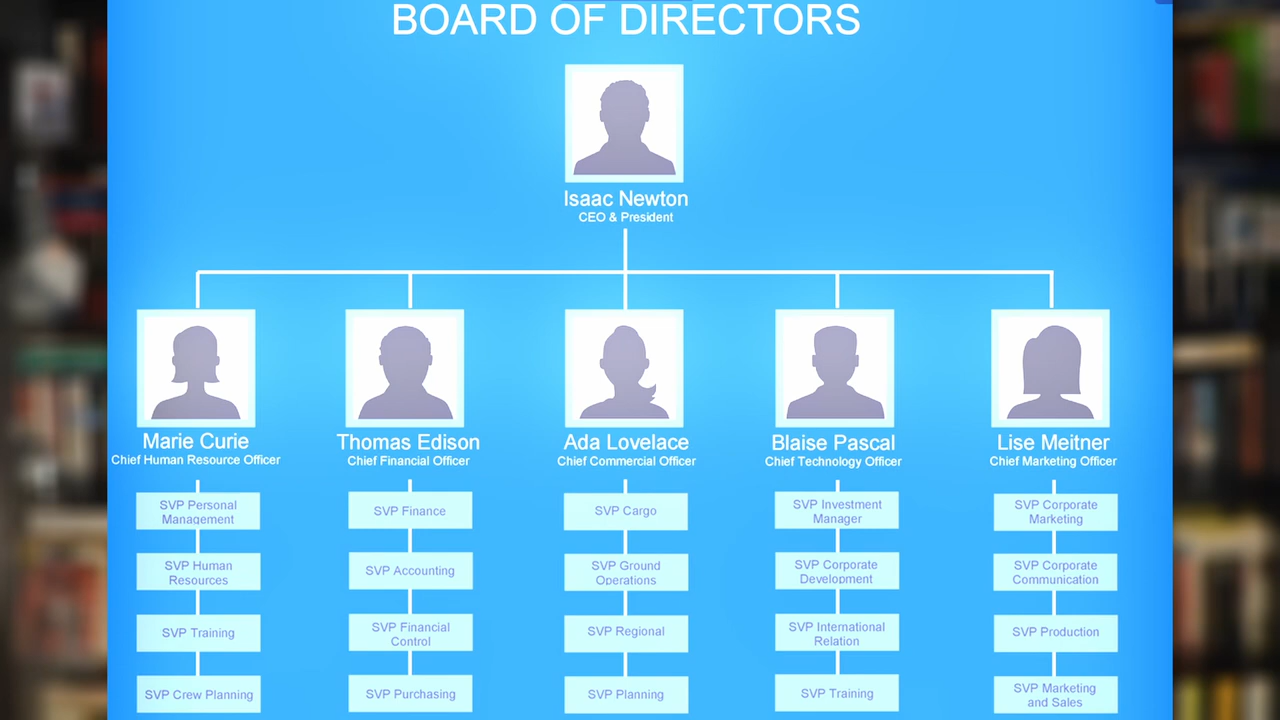 BOARD OF DIRECTORS
Isaac Newton
CEO & President
Marie Curie
Chief Human Resource Officer
Thomas Edison
Chief Financial Officer
Ada Lovelace
Chief Commercial Officer
Blaise Pascal
Chief Technology Officer
Lise Meitner
Chief Marketing Officer
SVP Personal
Management
SVP Human
Resources
SVP Training
SVP Crew Planning
SVP Finance
SVP Accounting
SVP Financial
Control
SVP Purchasing
SVP Cargo
SVP Ground
Operations
SVP Regional
SVP Planning
SVP Investment
Manager
SVP Corporate
Development
SVP International
Relation
SVP Training
SVP Corporate
Marketing
SVP Corporate
Communication
SVP Production
SVP Marketing
and Sales